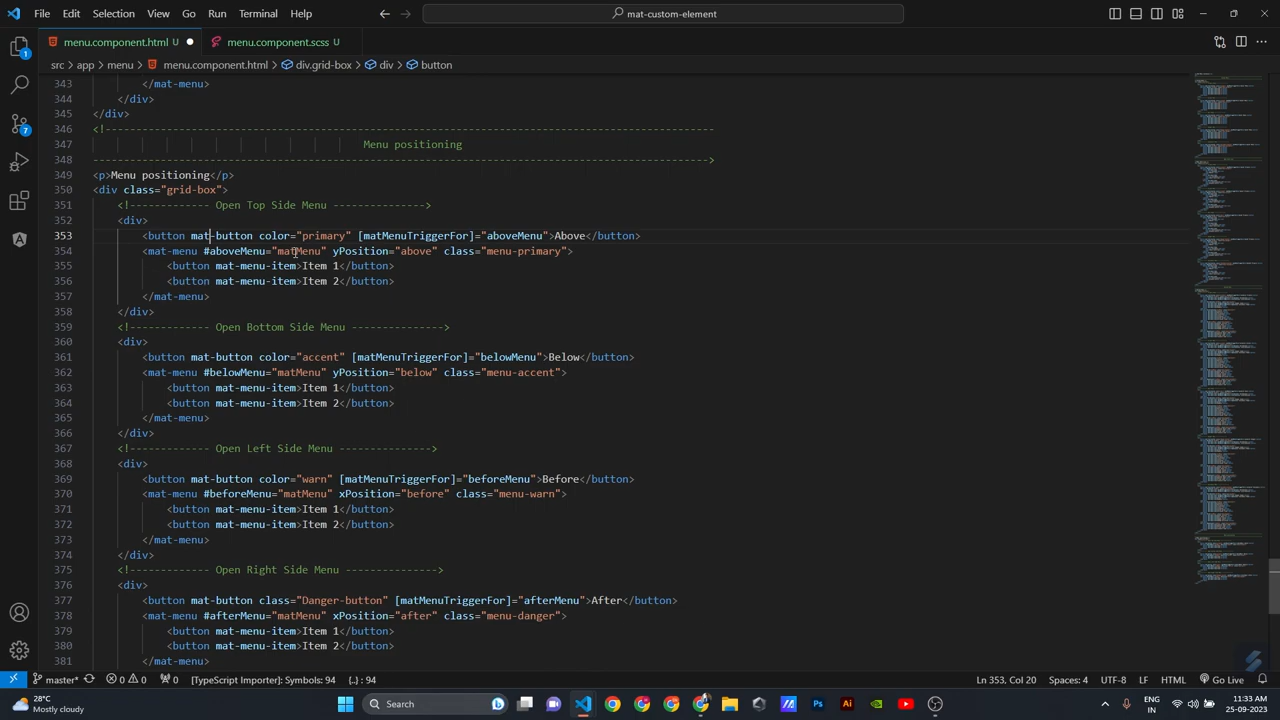 File Edit Selection View Go Run Terminal Help
mat-custom-element
menu.component.html U
menu.component.scss U
src > app > menu > menu.component.html > div.grid-box > div > button
343 </mat-menu>
344 </div>
345 </div>
346 <!------------------------------------------------------------------------------------------
347 Menu positioning
348 ------------------------------------------------------------------------------------------>
349 <p>Menu positioning</p>
350 <div class="grid-box">
351 <!------------- Open Top Side Menu --------------->
352 <div>
353 <button mat-button color="primary" [matMenuTriggerFor]="aboveMenu" >Above</button>
354 <mat-menu #aboveMenu="matMenu" yPostion="above" class="menu-primary">
355 <button mat-menu-item>Item 1</button>
356 <button mat-menu-item>Item 2</button>
357 </mat-menu>
358 </div>
359 <!------------- Open Bottom Side Menu --------------->
360 <div>
361 <button mat-button color="accent" [matMenuTriggerFor]="belowMenu" >Below</button>
362 <mat-menu #belowMenu="matMenu" yPostion="below" class="menu-accent">
363 <button mat-menu-item>Item 1</button>
364 <button mat-menu-item>Item 2</button>
365 </mat-menu>
366 </div>
367 <!------------- Open Left Side Menu --------------->
368 <div>
369 <button mat-button color="warn" [matMenuTriggerFor]="beforeMenu" >Before</button>
370 <mat-menu #beforeMenu="matMenu" xPosition="before" class="menu-warn">
371 <button mat-menu-item>Item 1</button>
372 <button mat-menu-item>Item 2</button>
373 </mat-menu>
374 </div>
375 <!------------- Open Right Side Menu --------------->
376 <div>
377 <button mat-button class="Danger-button" [matMenuTriggerFor]="afterMenu">After</button>
378 <mat-menu #afterMenu="matMenu" xPosition="after" class="menu-danger">
379 <button mat-menu-item>Item 1</button>
380 <button mat-menu-item>Item 2</button>
381 </mat-menu>
1
7
master* 0 0 0 [TypeScript Importer]: Symbols: 94 {..} : 94 Ln 353, Col 20 Spaces: 4 UTF-8 LF HTML Go Live
28°C
Mostly cloudy
Search
ENG
IN
11:33 AM
25-09-2023